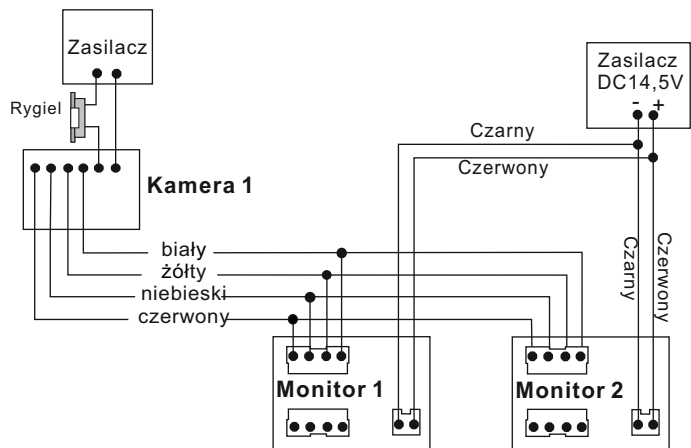 Zasilacz
Rygiel
Kamera 1
Zasilacz
DC14,5V
- +
Czarny
Czerwony
biały
żółty
niebieski
czerwony
Czarny
Czerwony
Monitor 1
Monitor 2